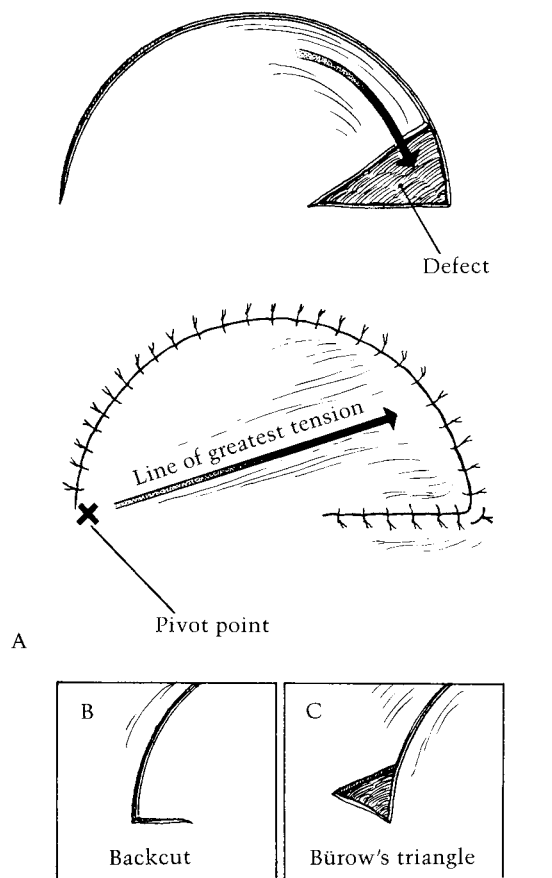 Defect
Line of greatest tension
Pivot point
A
B
C
Backcut
Bürow's triangle